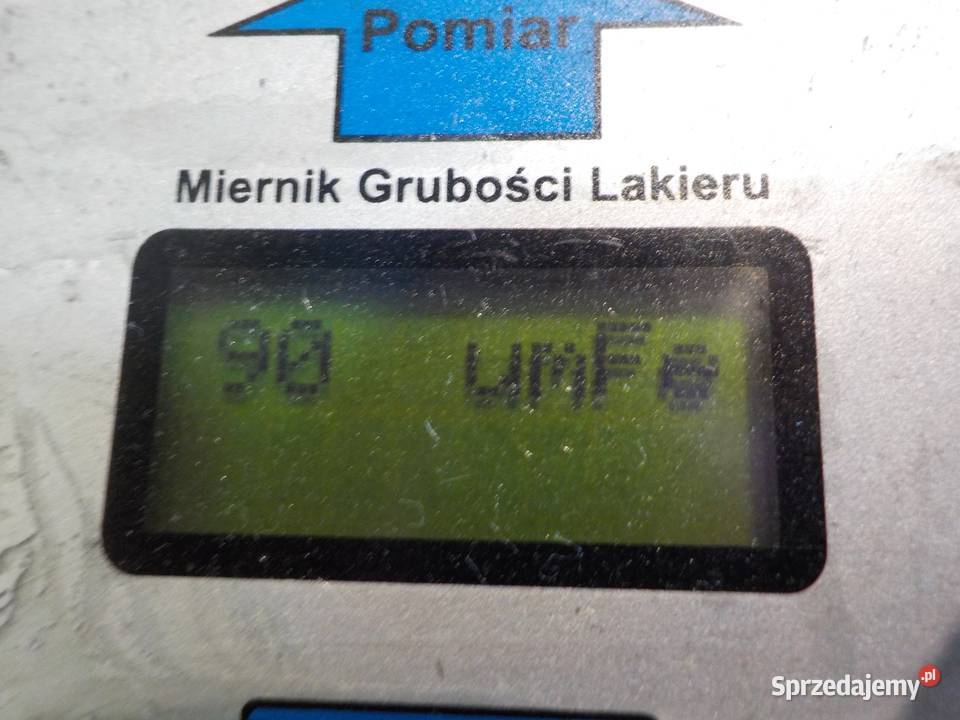 Pomiar
Miernik Grubości Lakieru
90 umFe
Sprzedajemy.pl